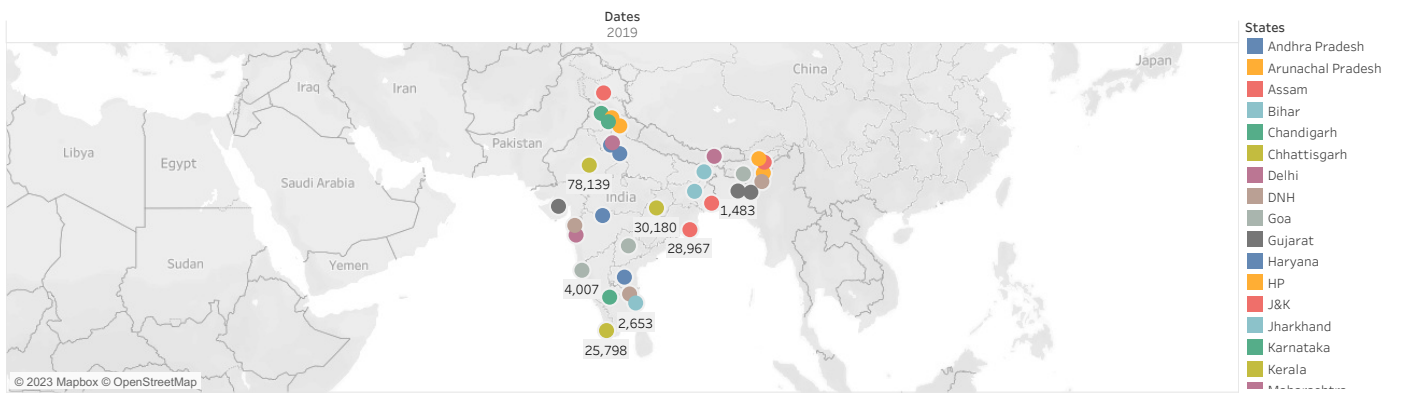 Dates
2019
States
Andhra Pradesh
Arunachal Pradesh
Assam
Bihar
Chandigarh
Chhattisgarh
Delhi
DNH
Goa
Gujarat
Haryana
HP
J&K
Jharkhand
Karnataka
Kerala
China
Japan
Iraq
Iran
Pakistan
Libya
Egypt
Saudi Arabia
India
Sudan
Yemen
78,139
30,180
1,483
28,967
4,007
2,653
25,798
© 2023 Mapbox © OpenStreetMap